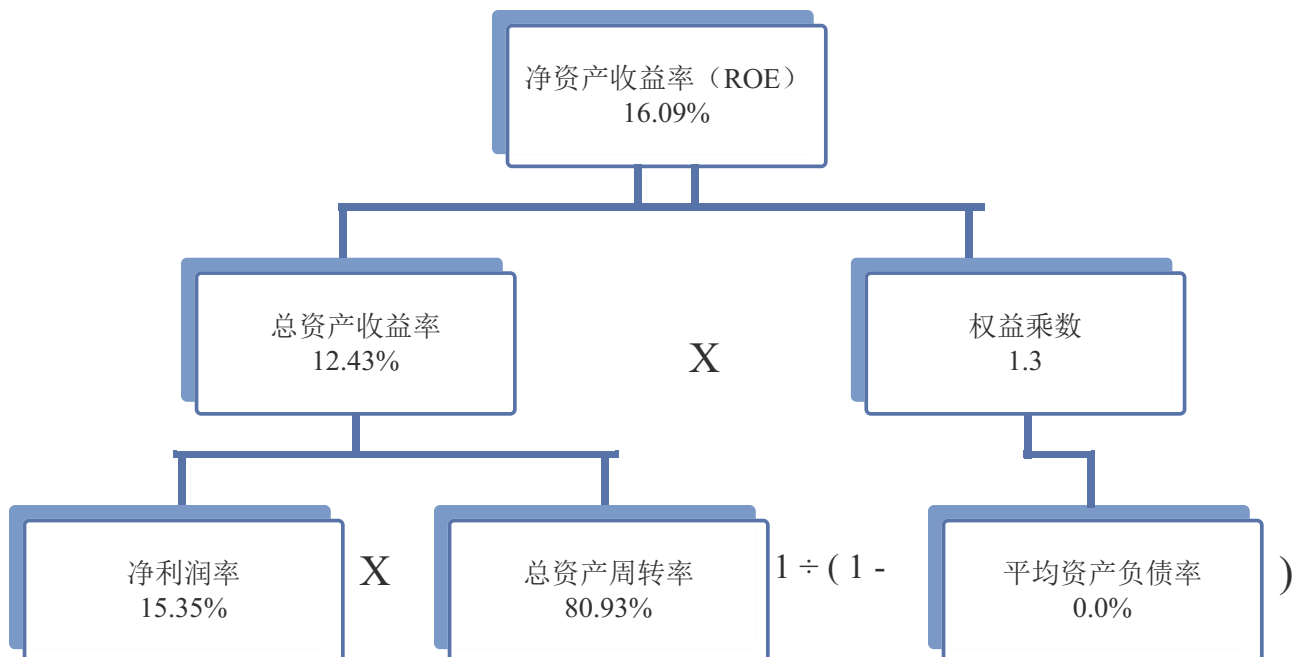 净资产收益率（ROE）
16.09%
总资产收益率
12.43%
X
权益乘数
1.3
净利润率
15.35%
X
总资产周转率
80.93%
1 ÷ ( 1 -
平均资产负债率
0.0%
)